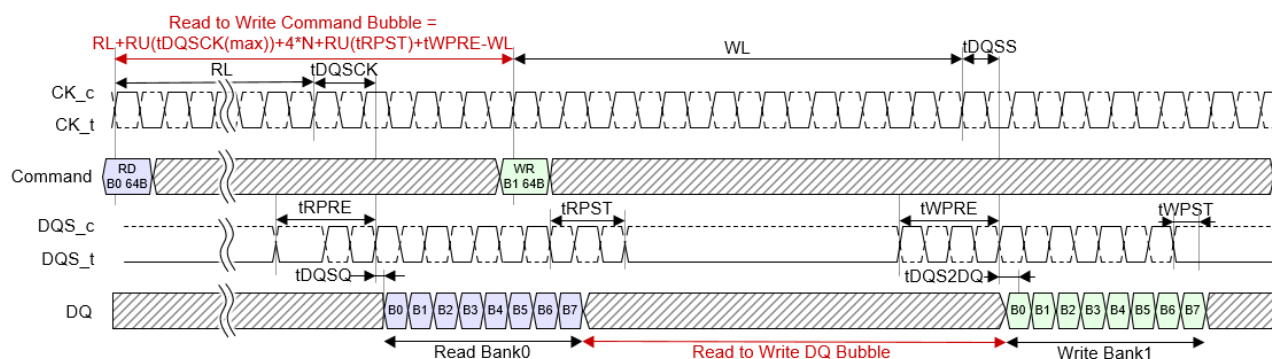 Read to Write Command Bubble =
RL+RU(tDQSCK(max))+4*N+RU(tRPST)+tWPRE-WL
WL
tDQSS
RL
tDQSCK
CK_c
CK_t
Command
RD
B0 64B
WR
B1 64B
tRPRE
tRPST
tWPRE
tWPST
DQS_c
DQS_t
tDQSQ
tDQS2DQ
DQ
B0 B1 B2 B3 B4 B5 B6 B7
B0 B1 B2 B3 B4 B5 B6 B7
Read Bank0
Read to Write DQ Bubble
Write Bank1